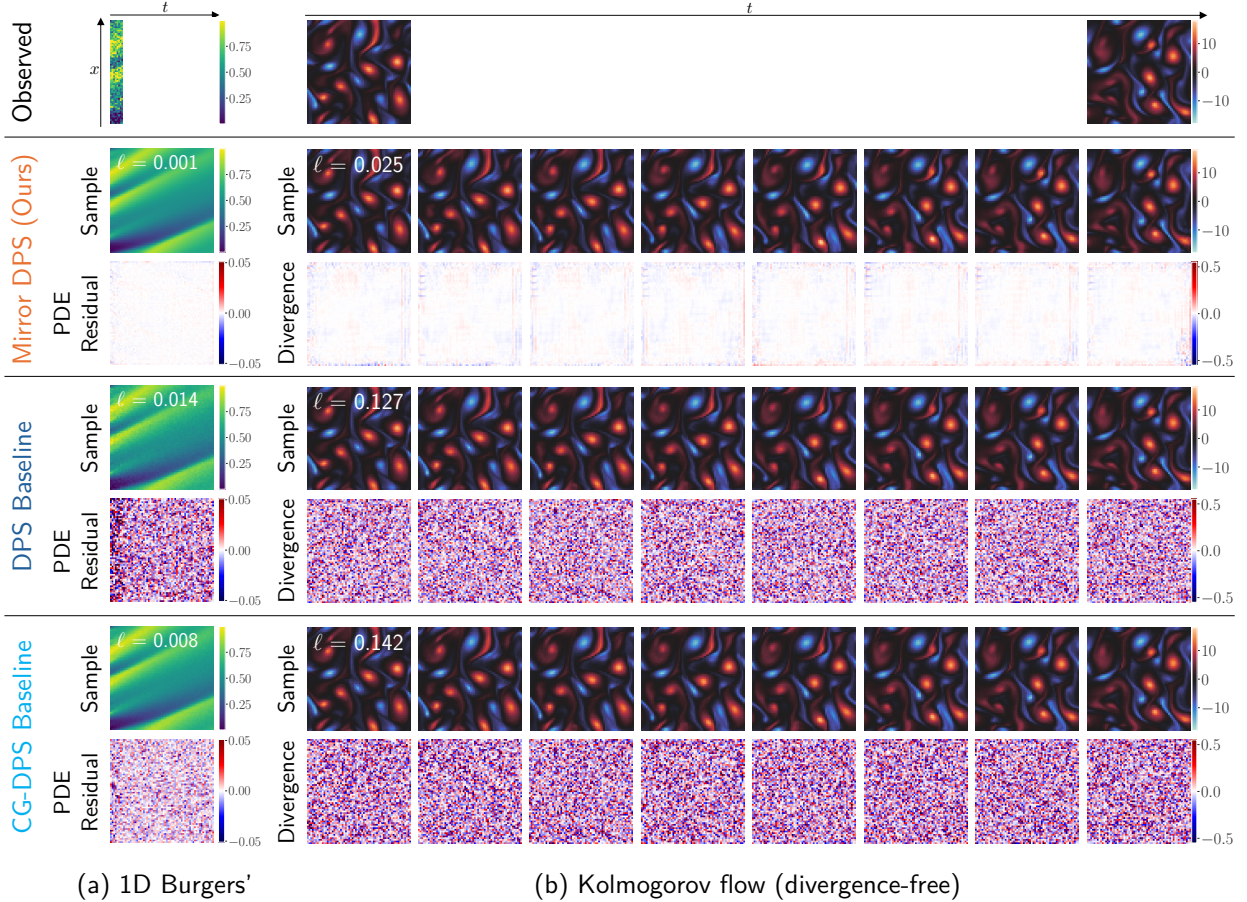 t
t
Observed
x
0.75
0.50
0.25
10
0
−10
Mirror DPS (Ours)
Sample
ℓ = 0.001
0.75
0.50
0.25
Sample
ℓ = 0.025
10
0
−10
PDE
Residual
0.05
0.00
−0.05
Divergence
0.5
0.0
−0.5
DPS Baseline
Sample
ℓ = 0.014
0.75
0.50
0.25
Sample
ℓ = 0.127
10
0
−10
PDE
Residual
0.05
0.00
−0.05
Divergence
0.5
0.0
−0.5
CG-DPS Baseline
Sample
ℓ = 0.008
0.75
0.50
0.25
Sample
ℓ = 0.142
10
0
−10
PDE
Residual
0.05
0.00
−0.05
Divergence
0.5
0.0
−0.5
(a) 1D Burgers’
(b) Kolmogorov flow (divergence-free)